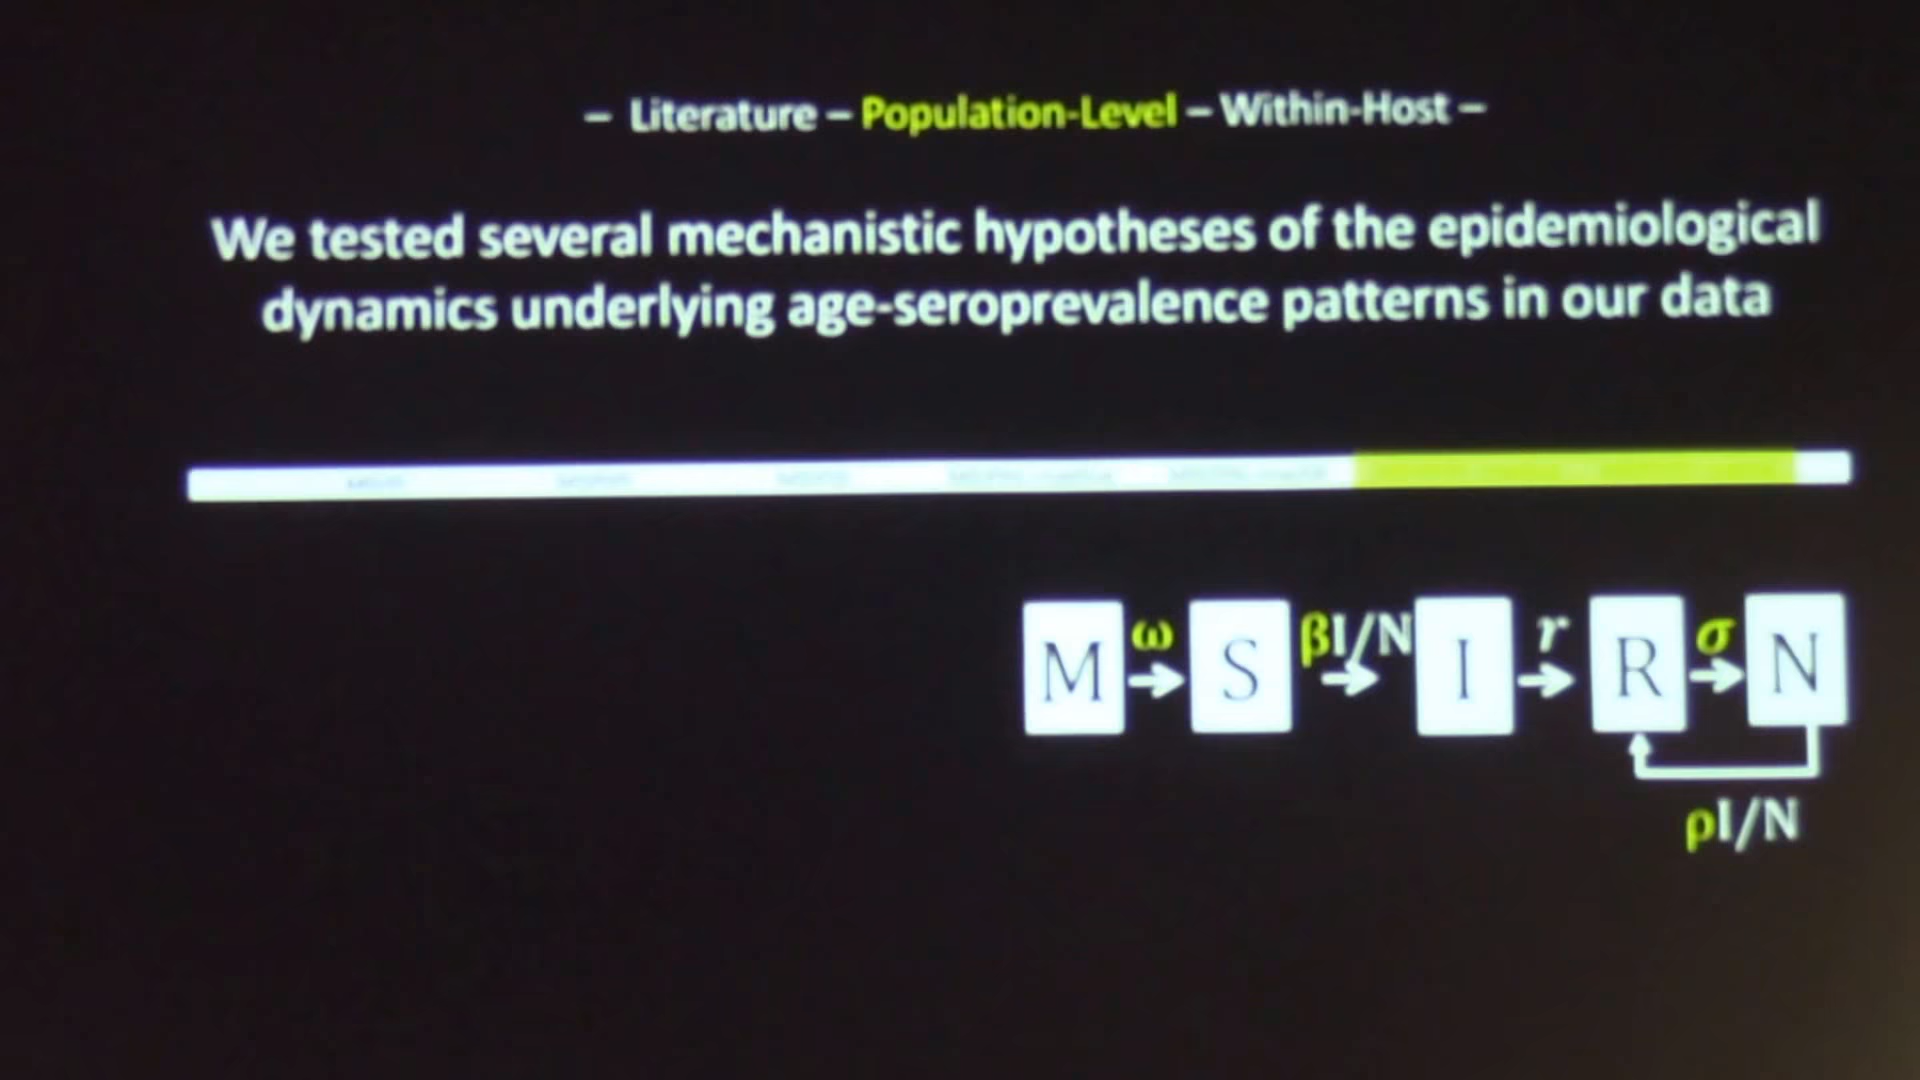 – Literature – Population-Level – Within-Host –
We tested several mechanistic hypotheses of the epidemiological
dynamics underlying age-seroprevalence patterns in our data
M ω S βI/N I r R σ N
ρI/N